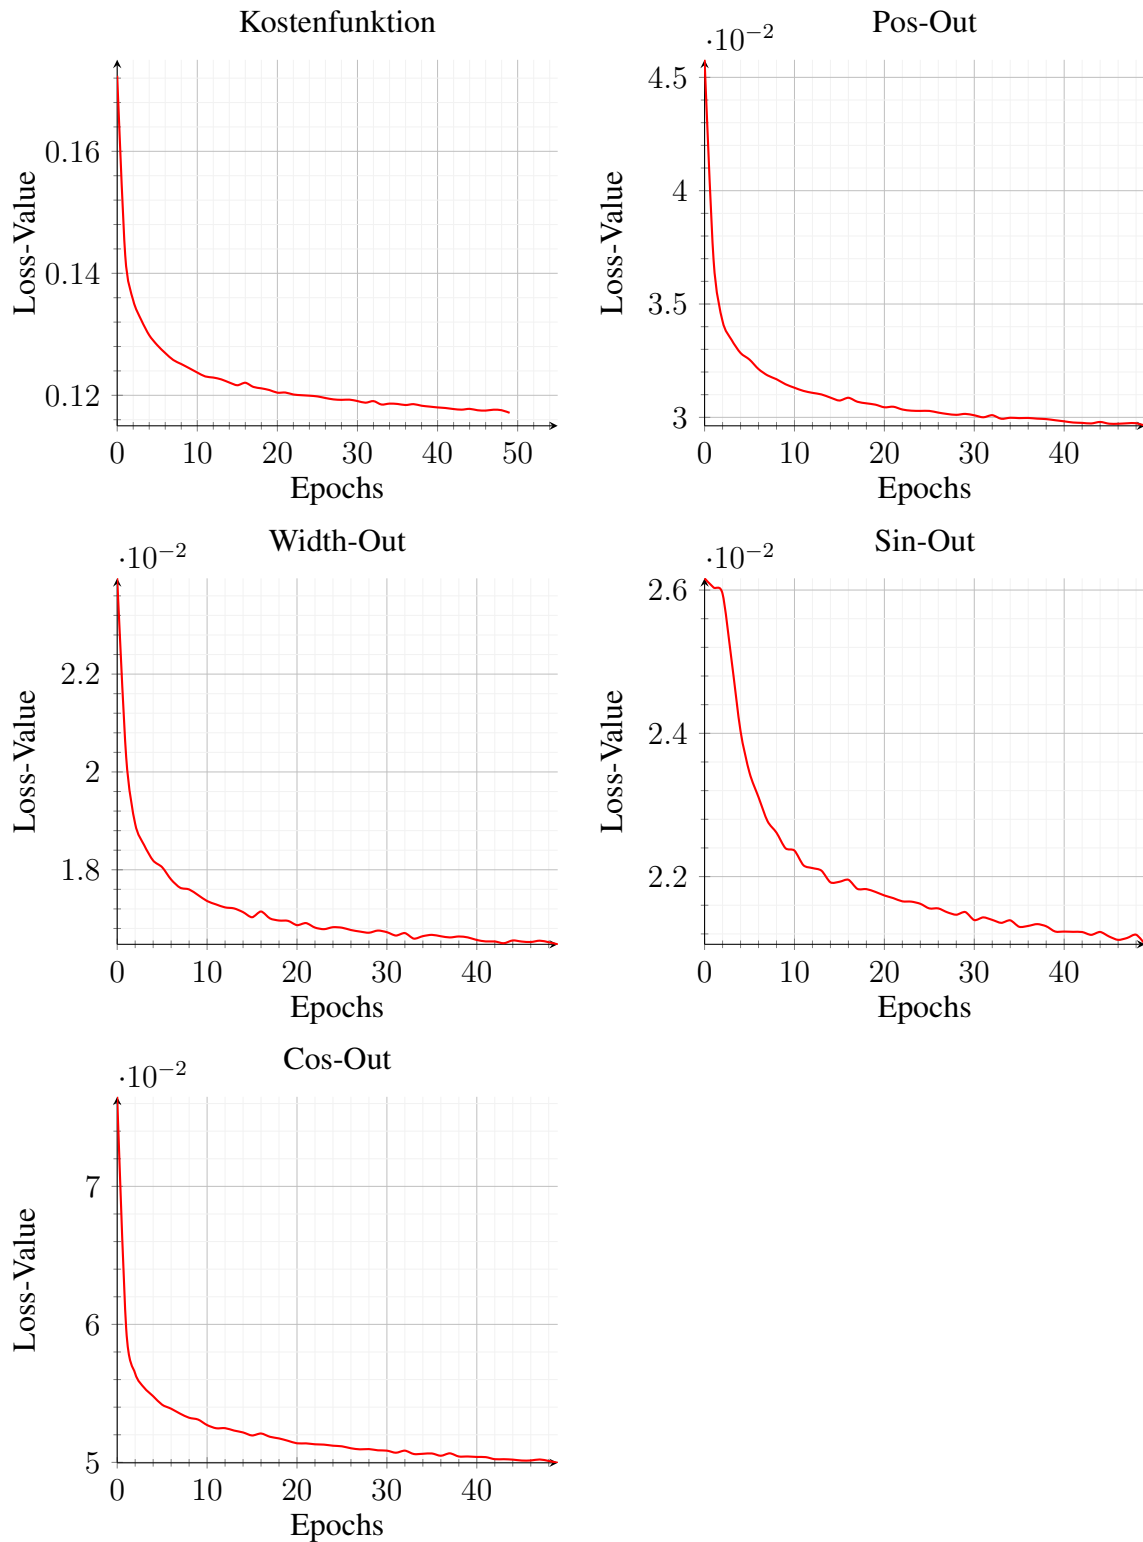 Kostenfunktion
Loss-Value
0.16
0.14
0.12
0 10 20 30 40 50
Epochs
Pos-Out
·10−2
Loss-Value
4.5
4
3.5
3
0 10 20 30 40
Epochs
Width-Out
·10−2
Loss-Value
2.2
2
1.8
0 10 20 30 40
Epochs
Sin-Out
·10−2
Loss-Value
2.6
2.4
2.2
0 10 20 30 40
Epochs
Cos-Out
·10−2
Loss-Value
7
6
5
0 10 20 30 40
Epochs